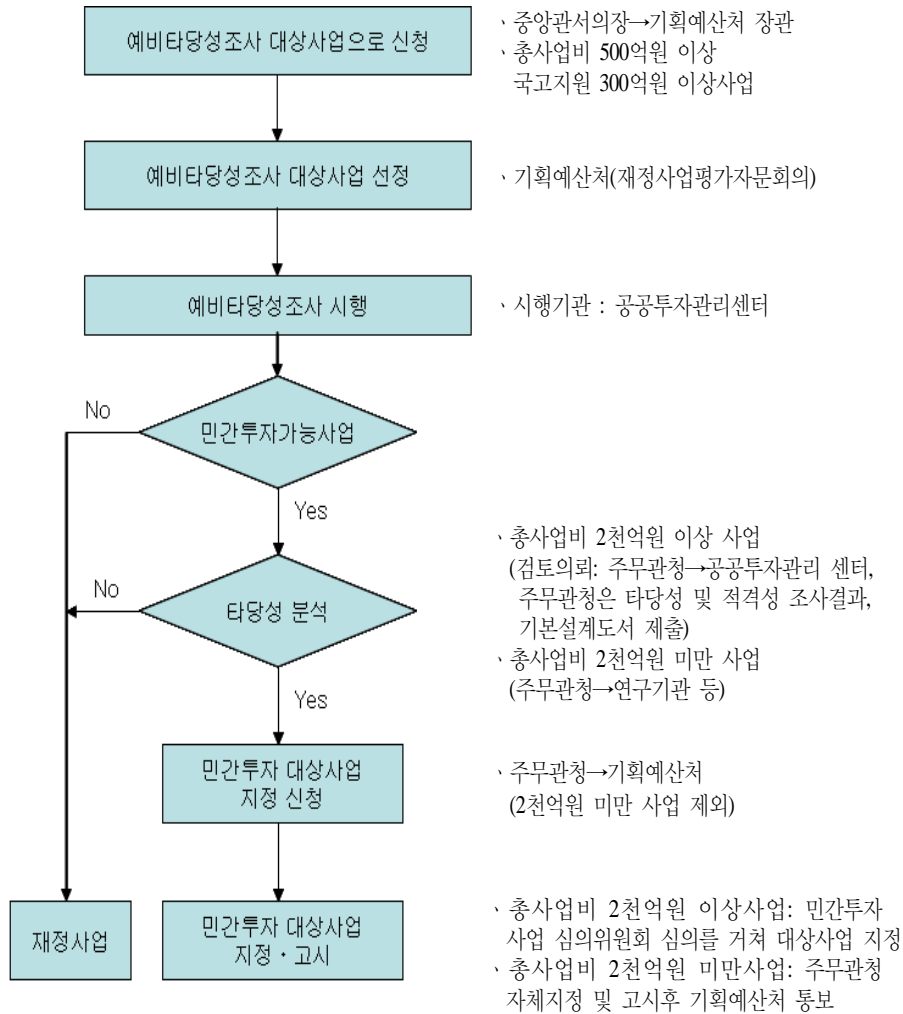 예비타당성조사 대상사업으로 신청
、중앙관서의장→기획예산처 장관
、총사업비 500억원 이상
국고지원 300억원 이상사업
예비타당성조사 대상사업 선정
、기획예산처(재정사업평가자문회의)
예비타당성조사 시행
、시행기관 : 공공투자관리센터
민간투자가능사업
No
Yes
타당성 분석
No
Yes
、총사업비 2천억원 이상 사업
(검토의뢰: 주무관청→공공투자관리 센터,
주무관청은 타당성 및 적격성 조사결과,
기본설계도서 제출)
、총사업비 2천억원 미만 사업
(주무관청→연구기관 등)
민간투자 대상사업
지정 신청
、주무관청→기획예산처
(2천억원 미만 사업 제외)
재정사업
민간투자 대상사업
지정・고시
、총사업비 2천억원 이상사업: 민간투자
사업 심의위원회 심의를 거쳐 대상사업 지정
、총사업비 2천억원 미만사업: 주무관청
자체지정 및 고시후 기획예산처 통보